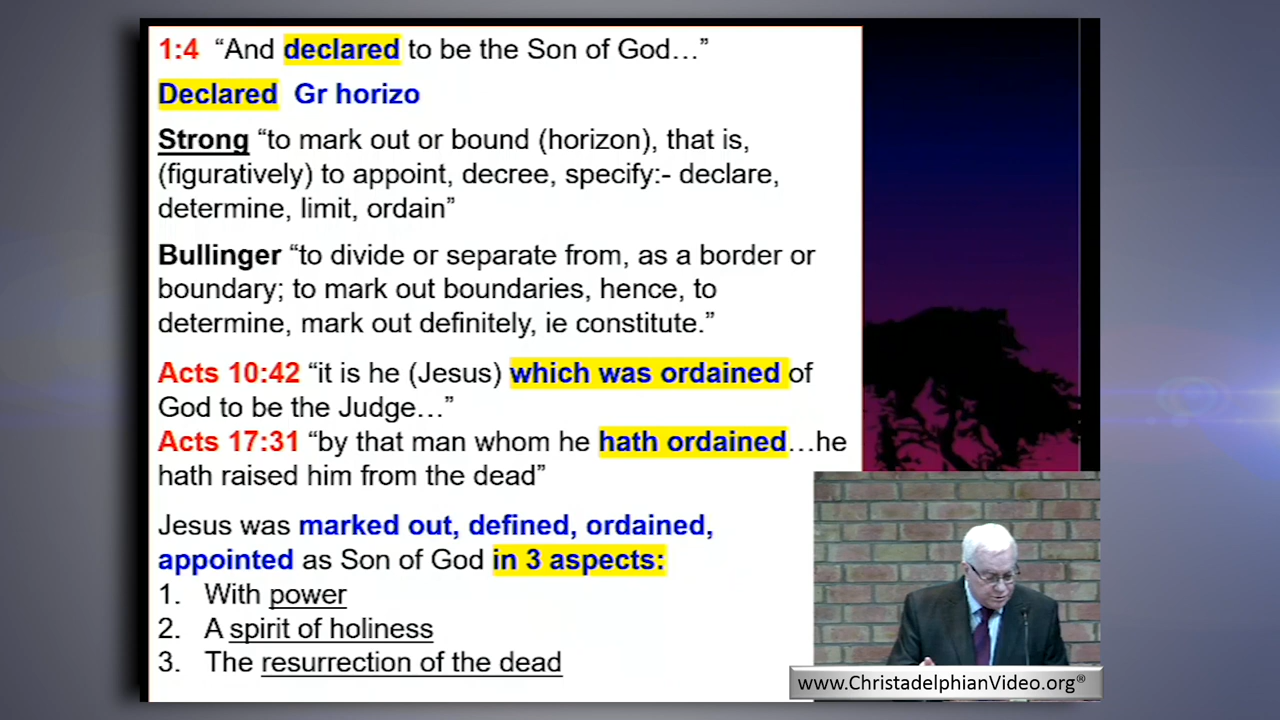 1:4 “And declared to be the Son of God…”
Declared Gr horizo
Strong “to mark out or bound (horizon), that is,
(figuratively) to appoint, decree, specify:- declare,
determine, limit, ordain”
Bullinger “to divide or separate from, as a border or
boundary; to mark out boundaries, hence, to
determine, mark out definitely, ie constitute.”
Acts 10:42 “it is he (Jesus) which was ordained of
God to be the Judge…”
Acts 17:31 “by that man whom he hath ordained…he
hath raised him from the dead”
Jesus was marked out, defined, ordained,
appointed as Son of God in 3 aspects:
1. With power
2. A spirit of holiness
3. The resurrection of the dead
www.ChristadelphianVideo.org®